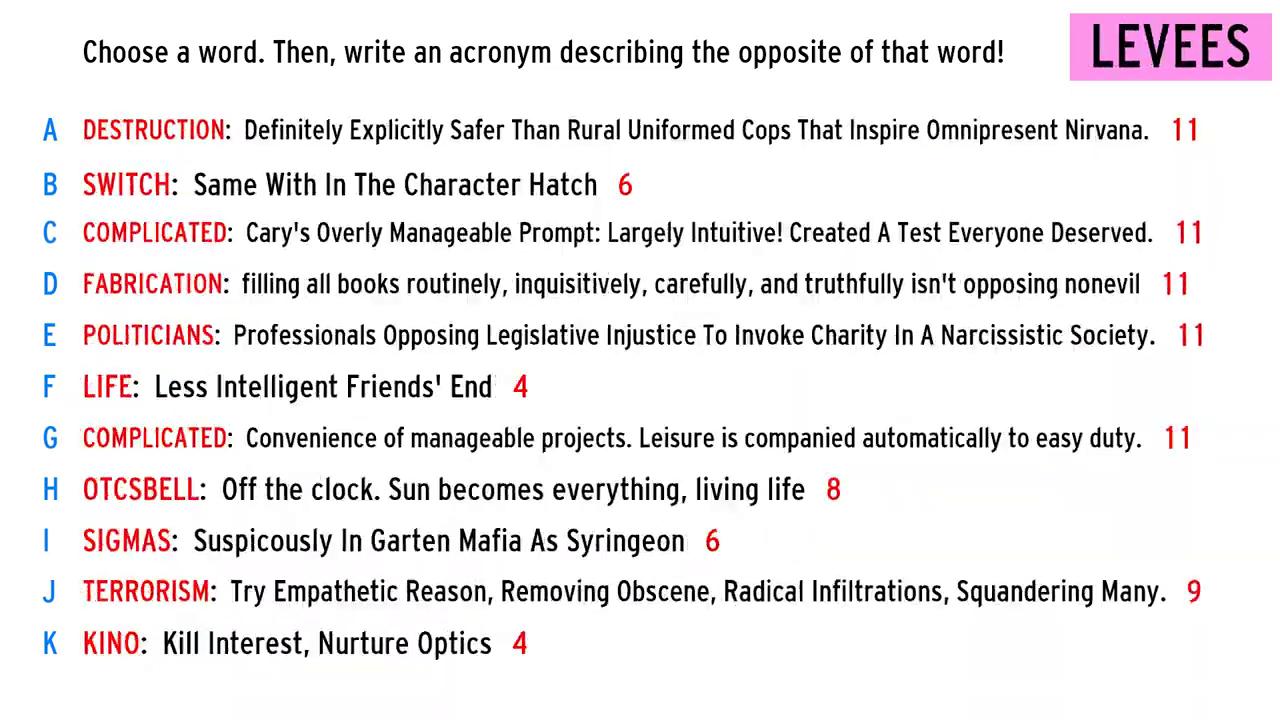 Choose a word. Then, write an acronym describing the opposite of that word!
LEVEES
A DESTRUCTION: Definitely Explicitly Safer Than Rural Uniformed Cops That Inspire Omnipresent Nirvana. 11
B SWITCH: Same With In The Character Hatch 6
C COMPLICATED: Cary's Overly Manageable Prompt: Largely Intuitive! Created A Test Everyone Deserved. 11
D FABRICATION: filling all books routinely, inquisitively, carefully, and truthfully isn't opposing nonevil 11
E POLITICIANS: Professionals Opposing Legislative Injustice To Invoke Charity In A Narcissistic Society. 11
F LIFE: Less Intelligent Friends' End 4
G COMPLICATED: Convenience of manageable projects. Leisure is companied automatically to easy duty. 11
H OTCSBELL: Off the clock. Sun becomes everything, living life 8
I SIGMAS: Suspicously In Garten Mafia As Syringeon 6
J TERRORISM: Try Empathetic Reason, Removing Obscene, Radical Infiltrations, Squandering Many. 9
K KINO: Kill Interest, Nurture Optics 4